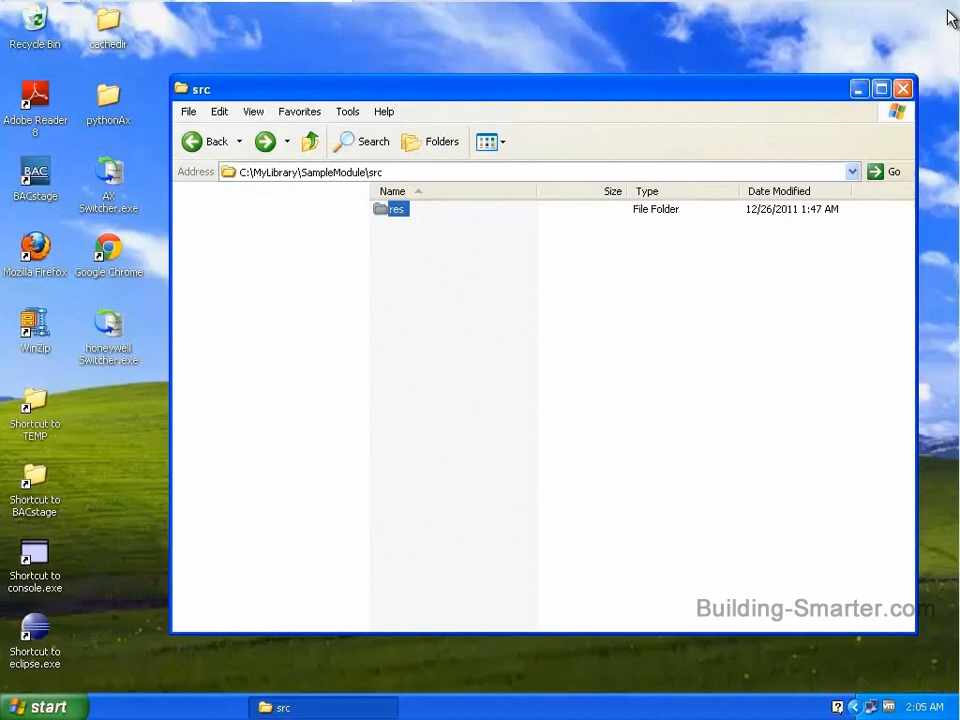 Recycle Bin
cachedir
Adobe Reader
8
pythonAx
BAC
BACstage
AX
Switcher.exe
Mozilla Firefox
Google Chrome
WinZip
honeywell
Switcher.exe
Shortcut to
TEMP
Shortcut to
BACstage
Shortcut to
console.exe
Shortcut to
eclipse.exe
src
File Edit View Favorites Tools Help
Back Search Folders
Address C:\MyLibrary\SampleModule\src Go
Name Size Type Date Modified
res File Folder 12/26/2011 1:47 AM
Building-Smarter.com
start src ? vm 2:05 AM